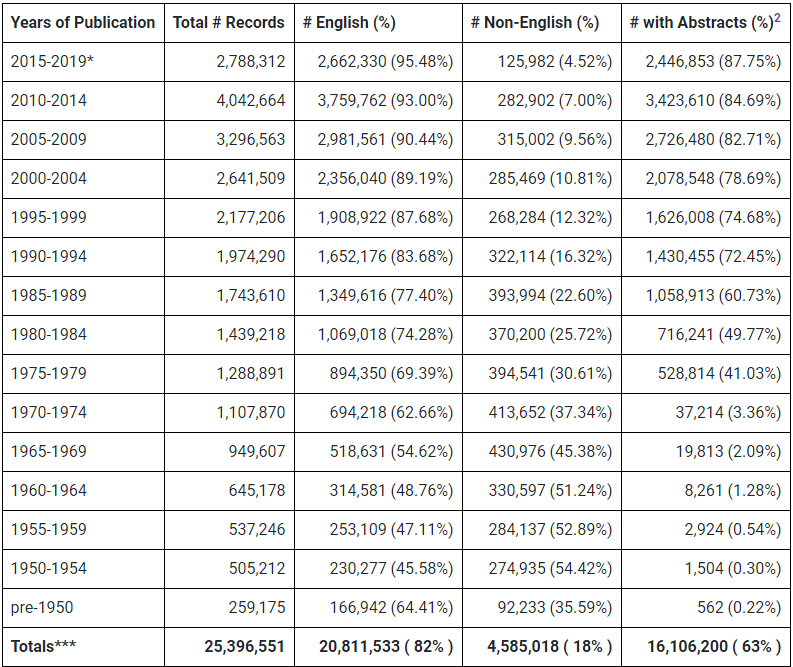 Years of Publication Total # Records # English (%) # Non-English (%) # with Abstracts (%)2
2015-2019* 2,788,312 2,662,330 (95.48%) 125,982 (4.52%) 2,446,853 (87.75%)
2010-2014 4,042,664 3,759,762 (93.00%) 282,902 (7.00%) 3,423,610 (84.69%)
2005-2009 3,296,563 2,981,561 (90.44%) 315,002 (9.56%) 2,726,480 (82.71%)
2000-2004 2,641,509 2,356,040 (89.19%) 285,469 (10.81%) 2,078,548 (78.69%)
1995-1999 2,177,206 1,908,922 (87.68%) 268,284 (12.32%) 1,626,008 (74.68%)
1990-1994 1,974,290 1,652,176 (83.68%) 322,114 (16.32%) 1,430,455 (72.45%)
1985-1989 1,743,610 1,349,616 (77.40%) 393,994 (22.60%) 1,058,913 (60.73%)
1980-1984 1,439,218 1,069,018 (74.28%) 370,200 (25.72%) 716,241 (49.77%)
1975-1979 1,288,891 894,350 (69.39%) 394,541 (30.61%) 528,814 (41.03%)
1970-1974 1,107,870 694,218 (62.66%) 413,652 (37.34%) 37,214 (3.36%)
1965-1969 949,607 518,631 (54.62%) 430,976 (45.38%) 19,813 (2.09%)
1960-1964 645,178 314,581 (48.76%) 330,597 (51.24%) 8,261 (1.28%)
1955-1959 537,246 253,109 (47.11%) 284,137 (52.89%) 2,924 (0.54%)
1950-1954 505,212 230,277 (45.58%) 274,935 (54.42%) 1,504 (0.30%)
pre-1950 259,175 166,942 (64.41%) 92,233 (35.59%) 562 (0.22%)
Totals*** 25,396,551 20,811,533 ( 82% ) 4,585,018 ( 18% ) 16,106,200 ( 63% )